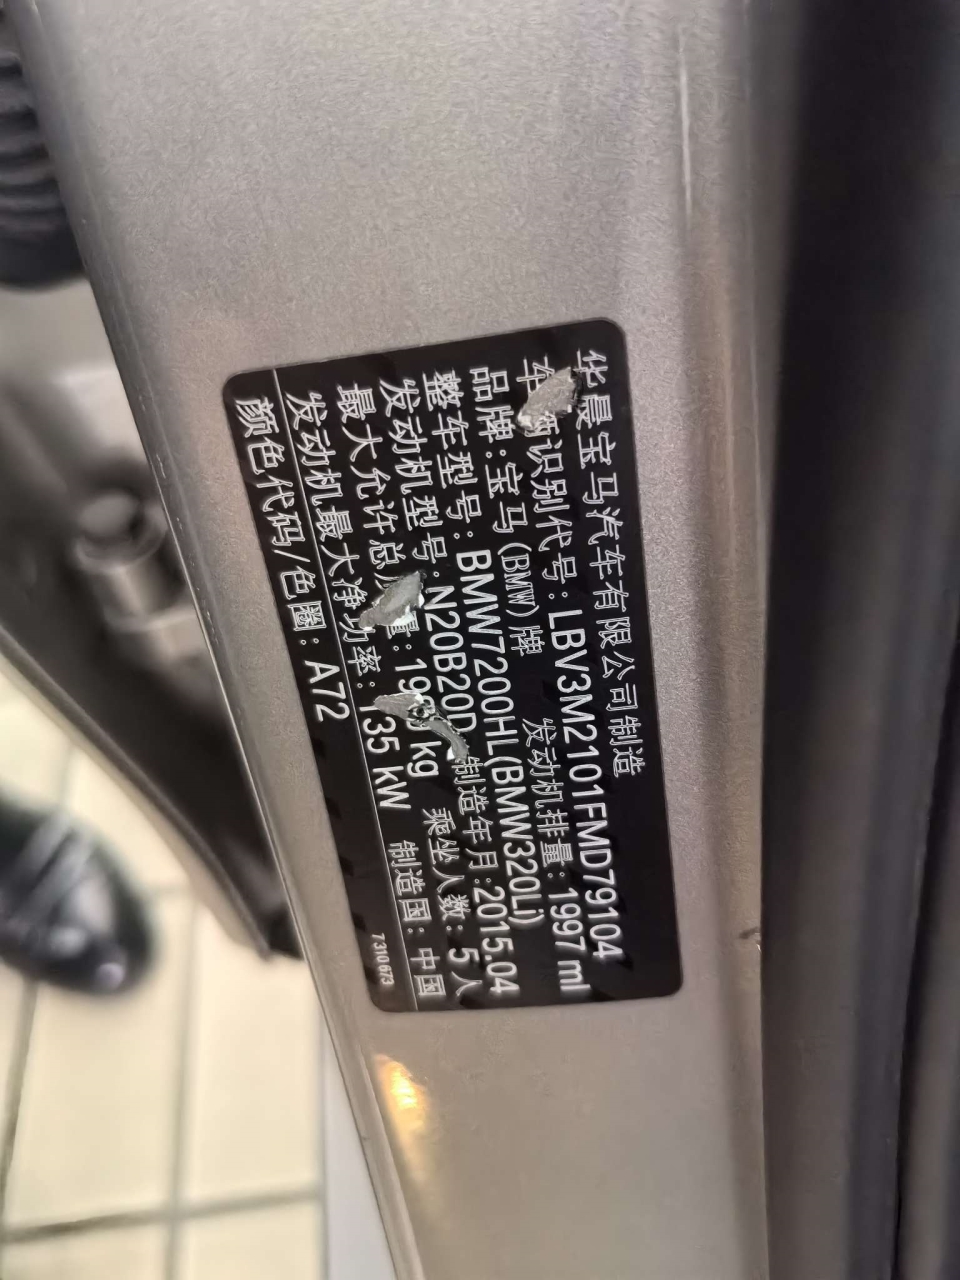 华晨宝马汽车有限公司制造
车辆识别代号：LBV3M2101FMD79104
品牌：宝马(BMW)牌 发动机排量：1997 ml
整车型号：BMW7200HL(BMW320Li)
发动机型号：N20B20D 制造年月：2015.04
最大允许总 量： kg 乘坐人数：5人
发动机最大净功率：135 kW 制造国：中国
颜色代码/色圈：A72
7310 673